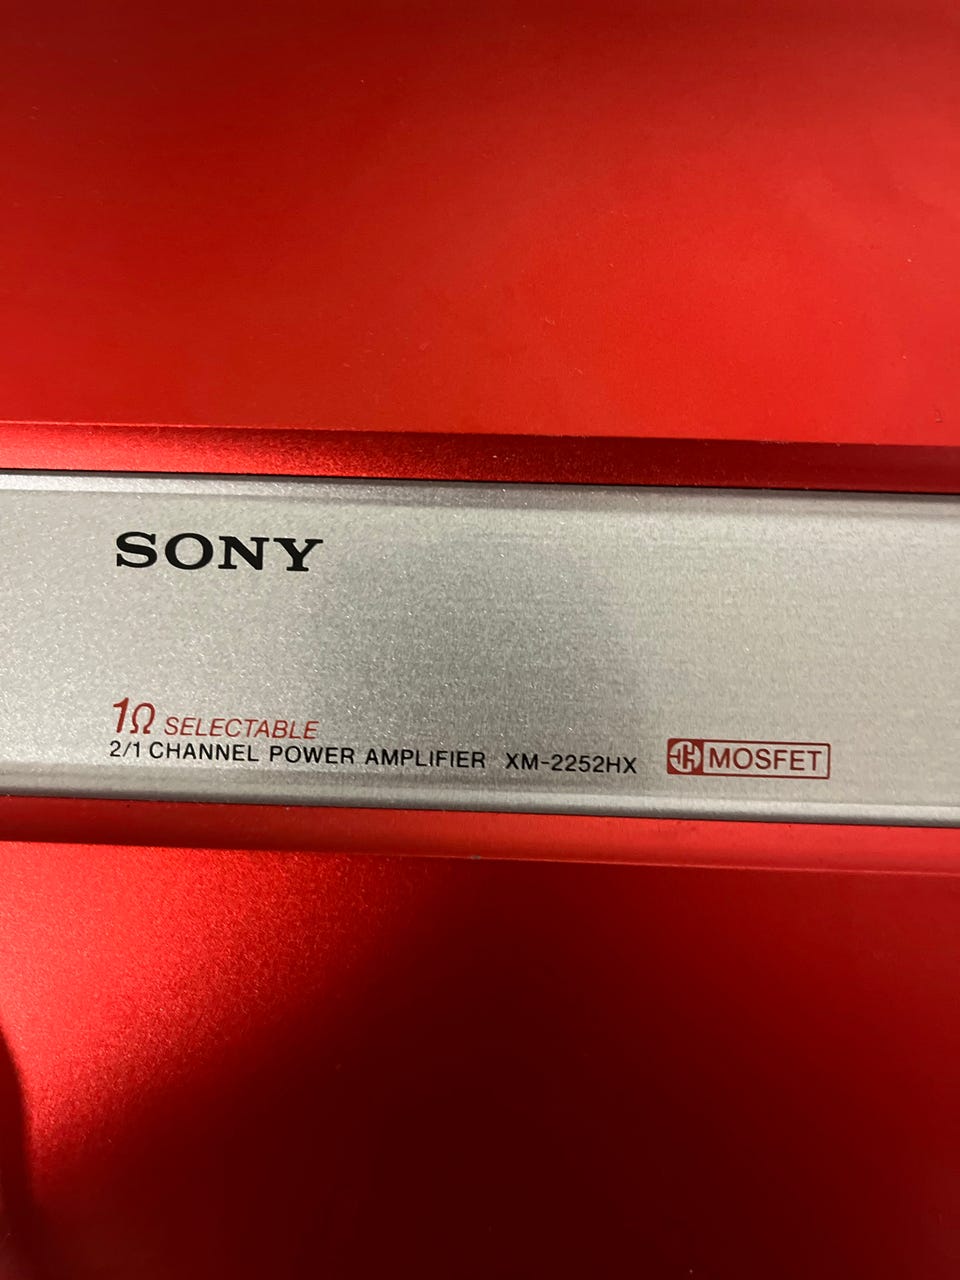 SONY
1Ω SELECTABLE
2/1 CHANNEL POWER AMPLIFIER XM-2252HX MOSFET